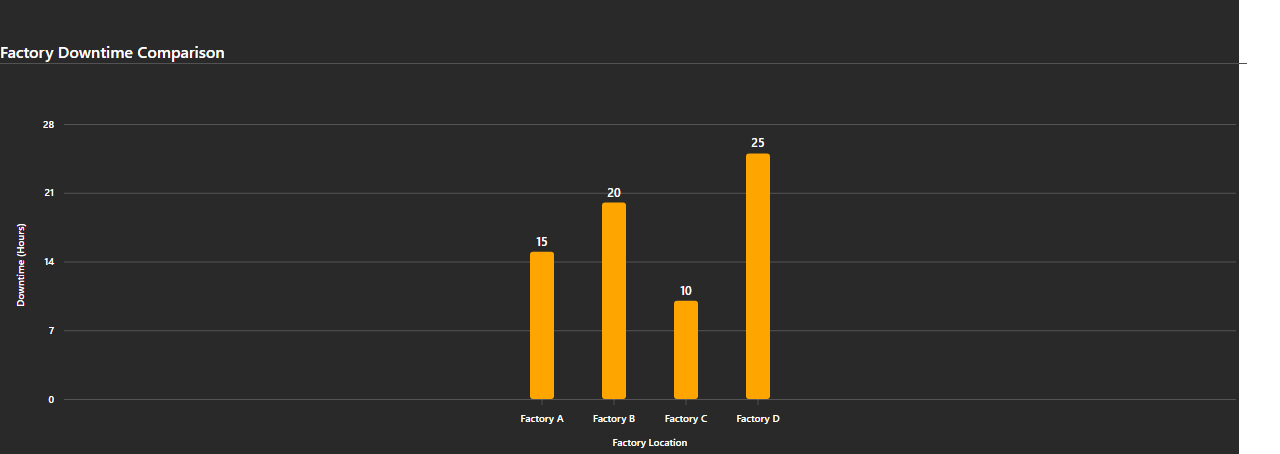 Factory Downtime Comparison
28
21
14
7
0
Downtime (Hours)
15
20
10
25
Factory A
Factory B
Factory C
Factory D
Factory Location